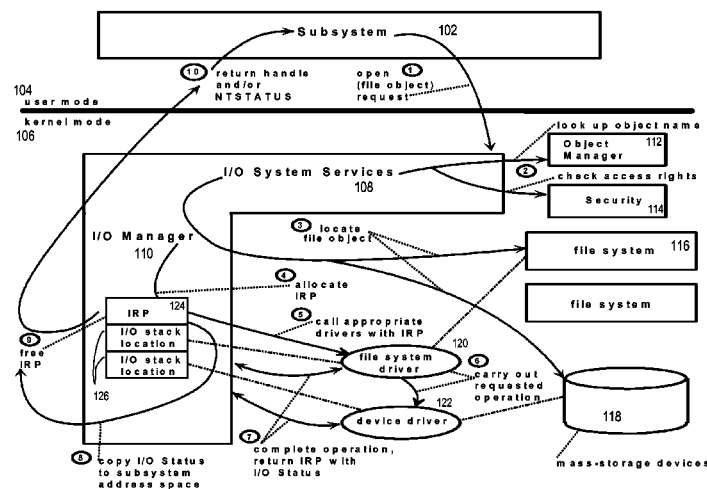 Subsystem 102
10 return handle
and/or
NTSTATUS
open 1
(file object)
request
104
user mode
kernel mode
106
look up object name
Object 112
Manager
2
check access rights
Security
114
I/O System Services
108
3 locate
file object
file system 116
file system
I/O Manager
110
4 allocate
IRP
124
IRP
I/O stack
location
I/O stack
location
126
9
free
IRP
5 call appropriate
drivers with IRP
120
file system
driver
6
carry out
requested
operation
122
device driver
118
7 complete operation,
return IRP with
I/O Status
8 copy I/O Status
to subsystem
address space
mass-storage devices